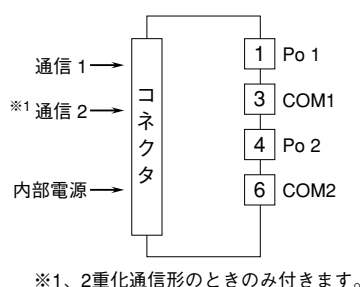 通信 1
※1 通信 2
内部電源
コネクタ
1 Po 1
3 COM1
4 Po 2
6 COM2
※1、2重化通信形のときのみ付きます。